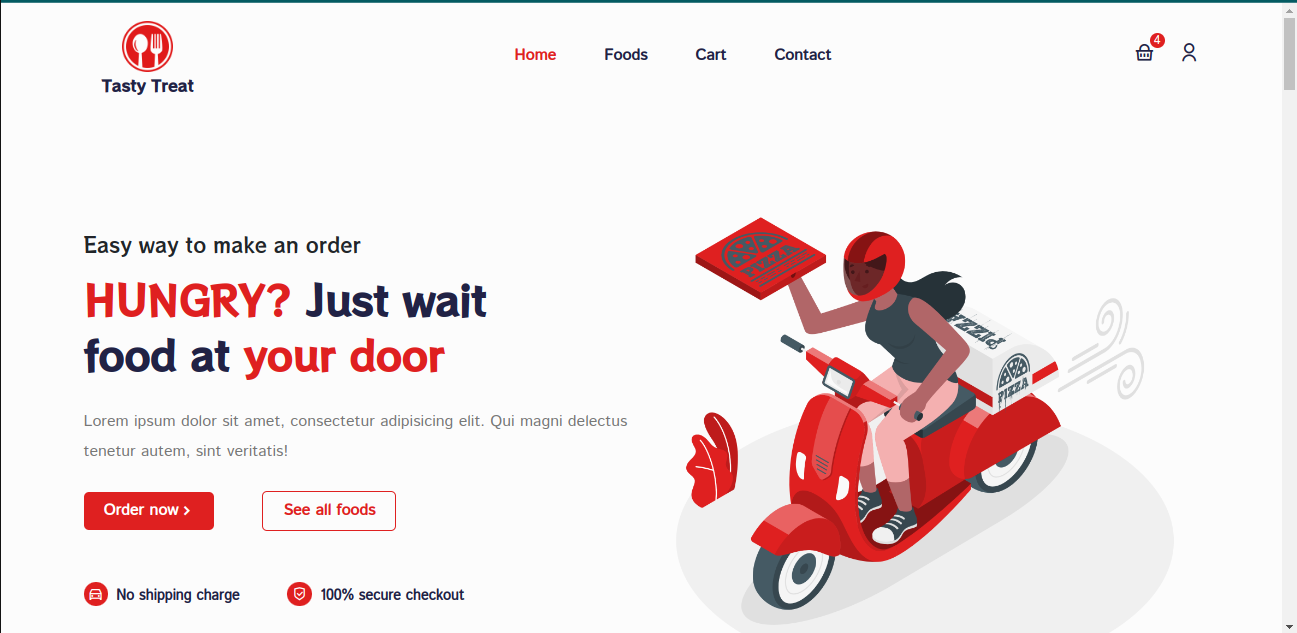 Tasty Treat
Home Foods Cart Contact
4
Easy way to make an order
HUNGRY? Just wait
food at your door
Lorem ipsum dolor sit amet, consectetur adipisicing elit. Qui magni delectus
tenetur autem, sint veritatis!
Order now >
See all foods
No shipping charge
100% secure checkout
PIZZA
PIZZA
PIZZA